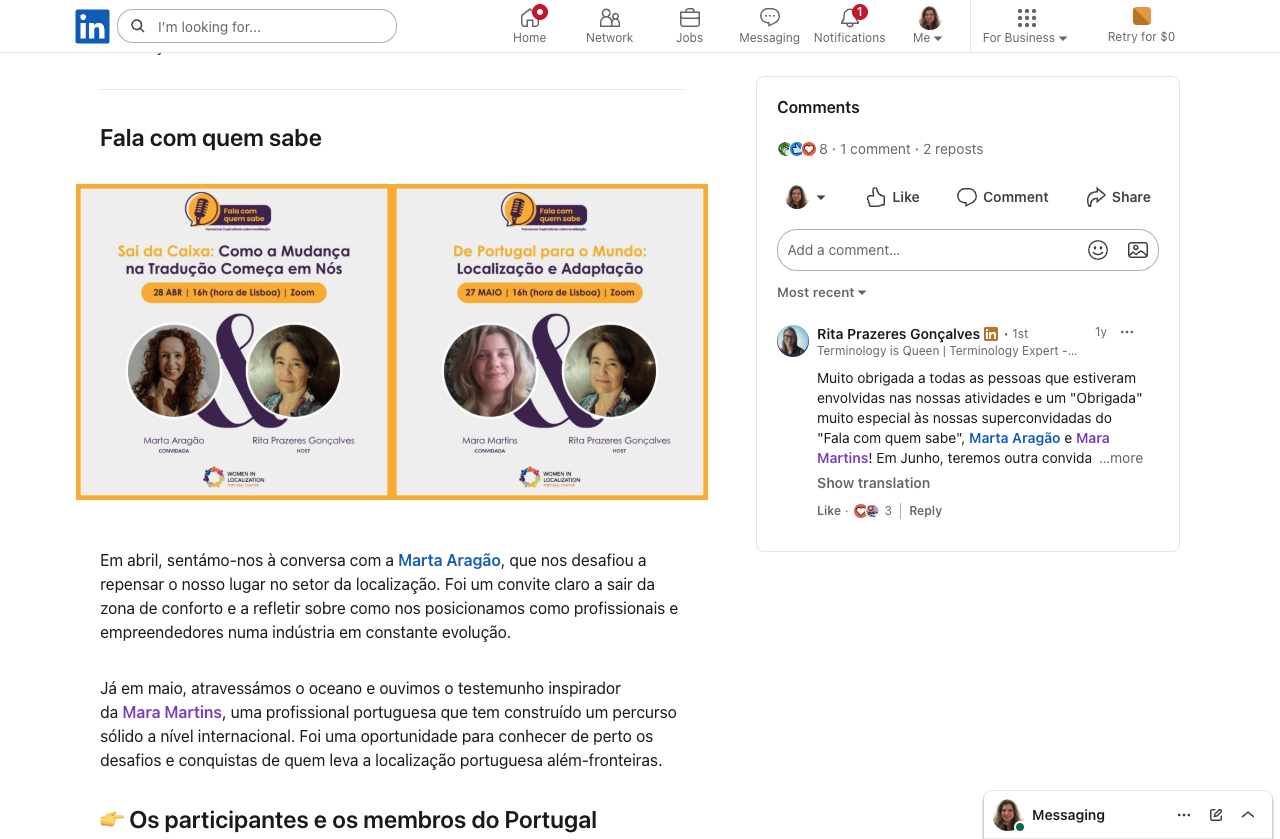 in
I'm looking for...
Home
Network
Jobs
Messaging
Notifications
1
Me
For Business
Retry for $0
Fala com quem sabe
Fala com
quem sabe
Sai da Caixa: Como a Mudança
na Tradução Começa em Nós
28 ABR | 16h (hora de Lisboa) | Zoom
&
Marta Aragão
CONVIDADA
Rita Prazeres Gonçalves
HOST
WOMEN IN
LOCALIZATION
PORTUGAL CHAPTER
Fala com
quem sabe
De Portugal para o Mundo:
Localização e Adaptação
27 MAIO | 16h (hora de Lisboa) | Zoom
&
Mara Martins
CONVIDADA
Rita Prazeres Gonçalves
HOST
WOMEN IN
LOCALIZATION
PORTUGAL CHAPTER
Em abril, sentámo-nos à conversa com a Marta Aragão, que nos desafiou a
repensar o nosso lugar no setor da localização. Foi um convite claro a sair da
zona de conforto e a refletir sobre como nos posicionamos como profissionais e
empreendedores numa indústria em constante evolução.
Já em maio, atravessámos o oceano e ouvimos o testemunho inspirador
da Mara Martins, uma profissional portuguesa que tem construído um percurso
sólido a nível internacional. Foi uma oportunidade para conhecer de perto os
desafios e conquistas de quem leva a localização portuguesa além-fronteiras.
👉 Os participantes e os membros do Portugal
Comments
8 · 1 comment · 2 reposts
Like
Comment
Share
Add a comment...
Most recent
Rita Prazeres Gonçalves in · 1st
1y
Terminology is Queen | Terminology Expert -...
Muito obrigada a todas as pessoas que estiveram
envolvidas nas nossas atividades e um "Obrigada"
muito especial às nossas superconvidadas do
"Fala com quem sabe", Marta Aragão e Mara
Martins! Em Junho, teremos outra convida ...more
Show translation
Like · 3 | Reply
Messaging